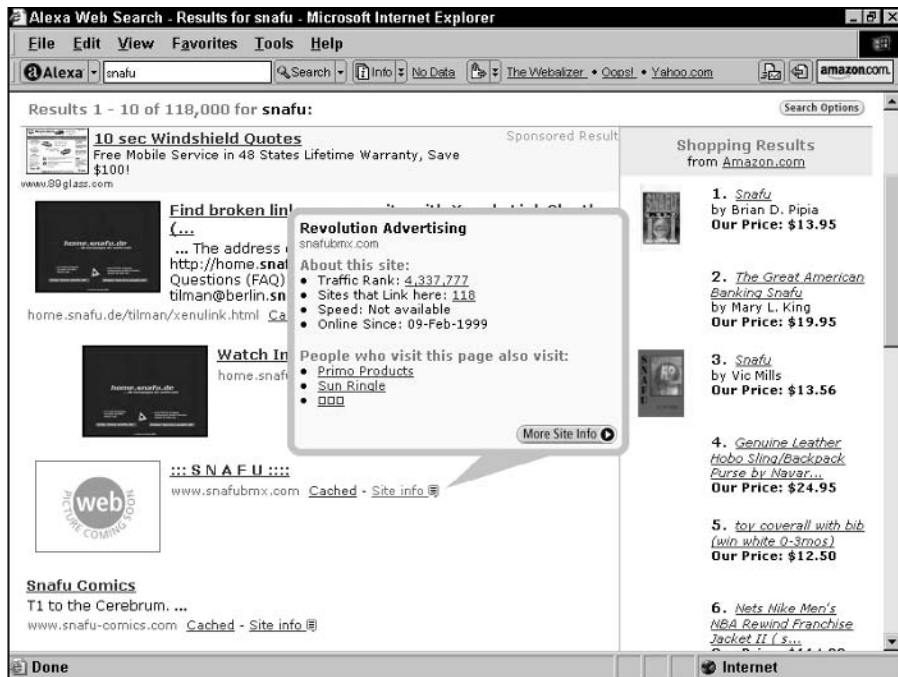 Alexa Web Search - Results for snafu - Microsoft Internet Explorer
File Edit View Favorites Tools Help
Alexa snafu Search Info No Data The Webalizer • Oops! • Yahoo.com amazon.com.
Results 1 - 10 of 118,000 for snafu:
Search Options
10 sec Windshield Quotes
Sponsored Result
Free Mobile Service in 48 States Lifetime Warranty, Save
$100!
www.89glass.com
Find broken
(...
... The address
http://home.snaf
Questions (FAQ)
tilman@berlin.sn
home.snafu.de
home.snafu.de/tilman/xenulink.html Ca
Watch In
home.snaf
home.snafu.de
Revolution Advertising
snafubmx.com
About this site:
• Traffic Rank: 4,337,777
• Sites that Link here: 118
• Speed: Not available
• Online Since: 09-Feb-1999
People who visit this page also visit:
• Primo Products
• Sun Ringle
• □□□
More Site Info
::: S N A F U ::::
www.snafubmx.com Cached - Site info
web
PICTURE COMING SOON
Snafu Comics
T1 to the Cerebrum. ...
www.snafu-comics.com Cached - Site info
Shopping Results
from Amazon.com
1. Snafu
by Brian D. Pipia
Our Price: $13.95
2. The Great American
Banking Snafu
by Mary L. King
Our Price: $19.95
SNAFU
3. Snafu
by Vic Mills
Our Price: $13.56
4. Genuine Leather
Hobo Sling/Backpack
Purse by Navar...
Our Price: $24.95
5. toy coverall with bib
(win white 0-3mos)
Our Price: $12.50
6. Nets Nike Men's
NBA Rewind Franchise
Jacket II ( s...
Done
Internet